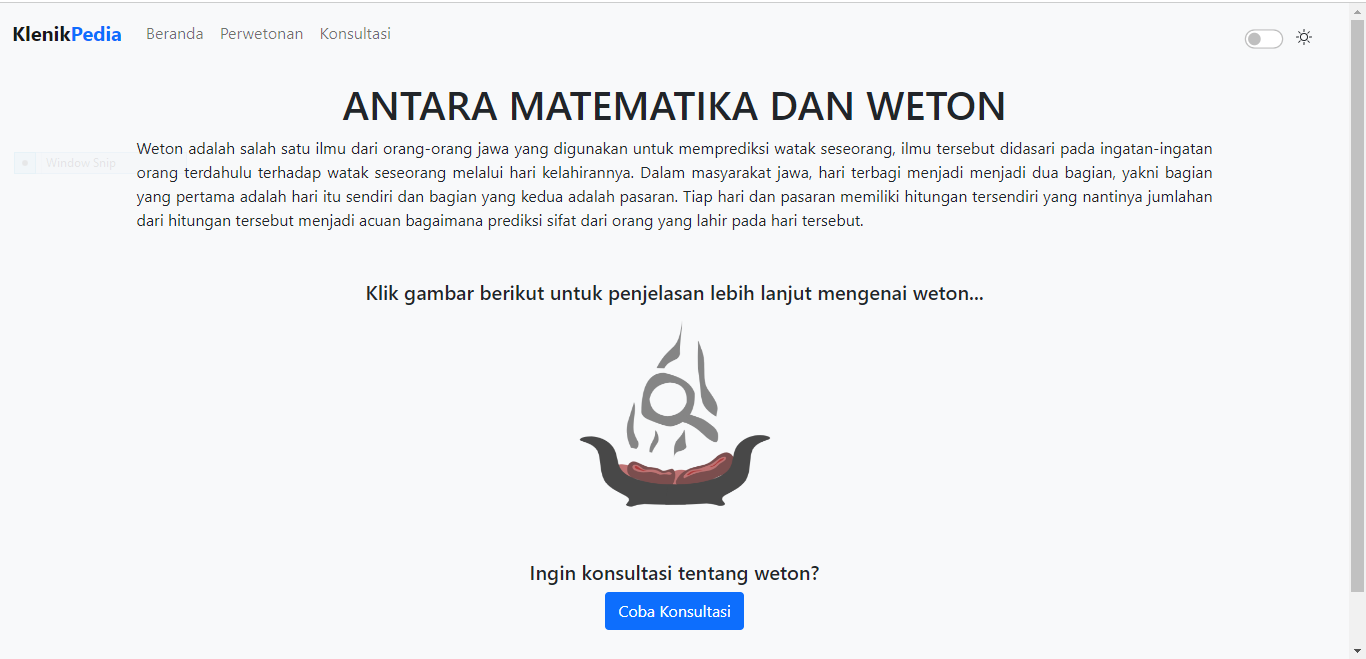 KlenikPedia Beranda Perwetonan Konsultasi
ANTARA MATEMATIKA DAN WETON
Weton adalah salah satu ilmu dari orang-orang jawa yang digunakan untuk memprediksi watak seseorang, ilmu tersebut didasari pada ingatan-ingatan
Window Snip
orang terdahulu terhadap watak seseorang melalui hari kelahirannya. Dalam masyarakat jawa, hari terbagi menjadi menjadi dua bagian, yakni bagian
yang pertama adalah hari itu sendiri dan bagian yang kedua adalah pasaran. Tiap hari dan pasaran memiliki hitungan tersendiri yang nantinya jumlahan
dari hitungan tersebut menjadi acuan bagaimana prediksi sifat dari orang yang lahir pada hari tersebut.
Klik gambar berikut untuk penjelasan lebih lanjut mengenai weton...
Ingin konsultasi tentang weton?
Coba Konsultasi